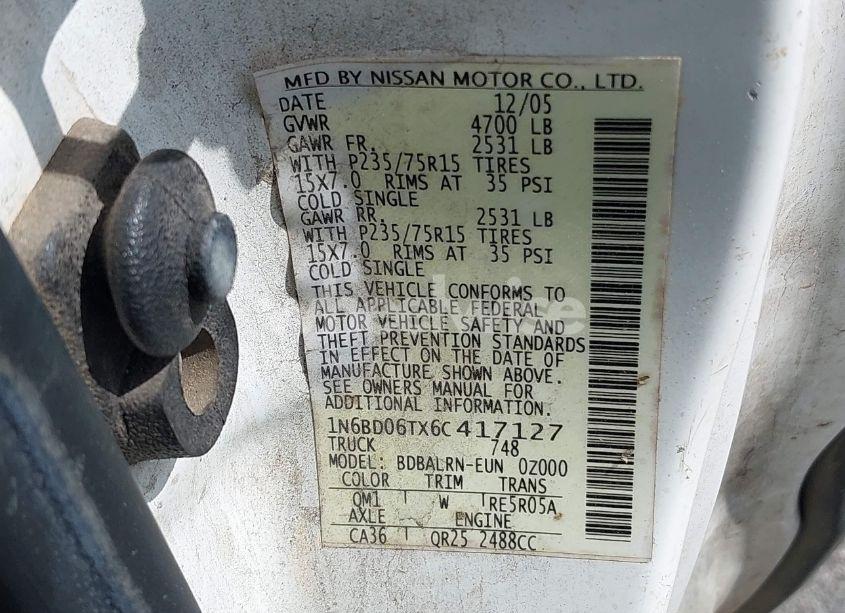 MFD BY NISSAN MOTOR CO., LTD.
DATE 12/05
GVWR 4700 LB
GAWR FR. 2531 LB
WITH P235/75R15 TIRES
15X7.0 RIMS AT 35 PSI
COLD SINGLE
GAWR RR. 2531 LB
WITH P235/75R15 TIRES
15X7.0 RIMS AT 35 PSI
COLD SINGLE
THIS VEHICLE CONFORMS TO
ALL APPLICABLE FEDERAL
MOTOR VEHICLE SAFETY AND
THEFT PREVENTION STANDARDS
IN EFFECT ON THE DATE OF
MANUFACTURE SHOWN ABOVE.
SEE OWNERS MANUAL FOR
ADDITIONAL INFORMATION.
1N6BD06TX6C417127
TRUCK 748
MODEL: BDBALRN-EUN 0Z000
COLOR TRIM TRANS
QM1 W RE5R05A
AXLE ENGINE
CA36 QR25 2488CC